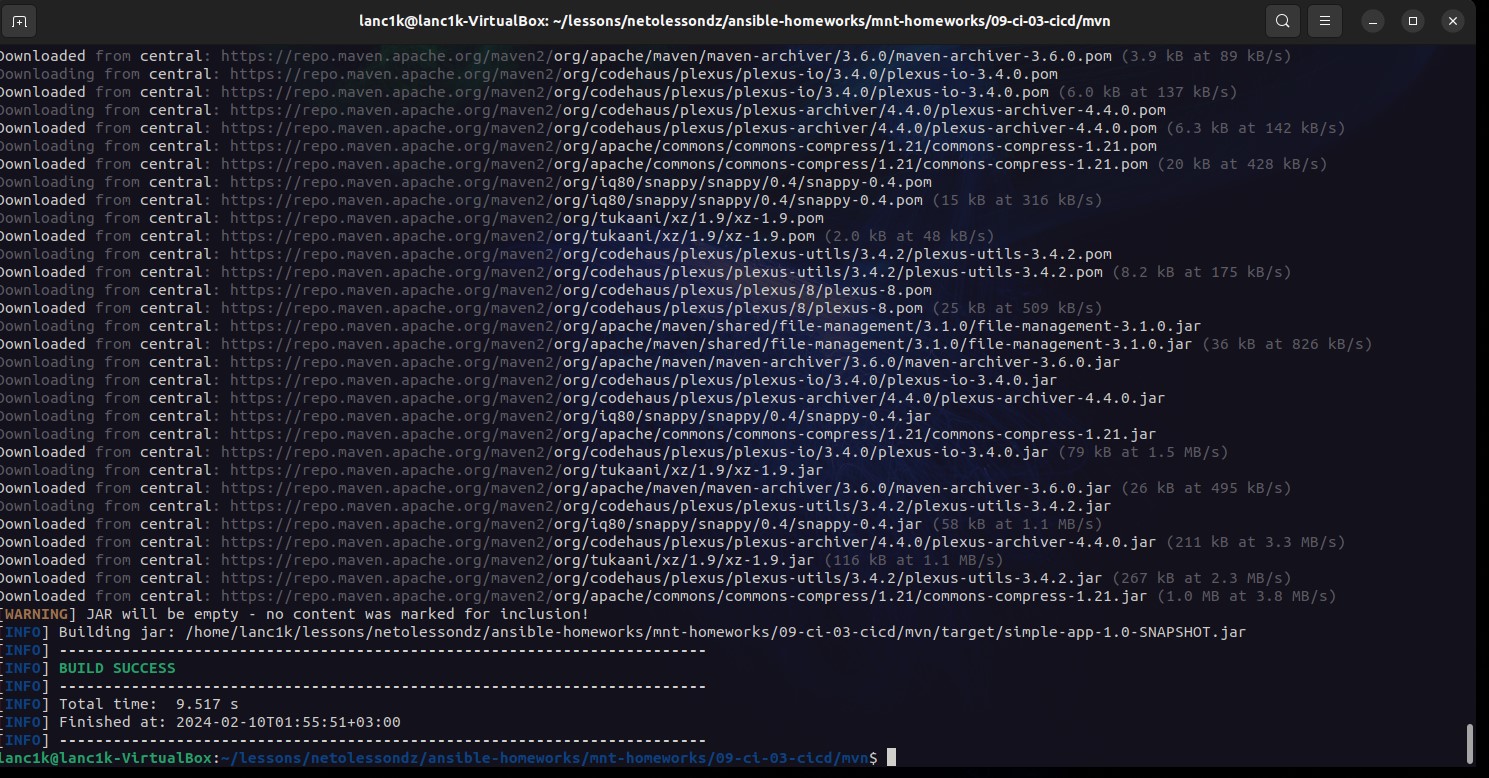 lanc1k@lanc1k-VirtualBox: ~/lessons/netolessondz/ansible-homeworks/mnt-homeworks/09-ci-03-cicd/mvn
Downloaded from central: https://repo.maven.apache.org/maven2/org/apache/maven/maven-archiver/3.6.0/maven-archiver-3.6.0.pom (3.9 kB at 89 kB/s)
Downloading from central: https://repo.maven.apache.org/maven2/org/codehaus/plexus/plexus-io/3.4.0/plexus-io-3.4.0.pom
Downloaded from central: https://repo.maven.apache.org/maven2/org/codehaus/plexus/plexus-io/3.4.0/plexus-io-3.4.0.pom (6.0 kB at 137 kB/s)
Downloading from central: https://repo.maven.apache.org/maven2/org/codehaus/plexus/plexus-archiver/4.4.0/plexus-archiver-4.4.0.pom
Downloaded from central: https://repo.maven.apache.org/maven2/org/codehaus/plexus/plexus-archiver/4.4.0/plexus-archiver-4.4.0.pom (6.3 kB at 142 kB/s)
Downloading from central: https://repo.maven.apache.org/maven2/org/apache/commons/commons-compress/1.21/commons-compress-1.21.pom
Downloaded from central: https://repo.maven.apache.org/maven2/org/apache/commons/commons-compress/1.21/commons-compress-1.21.pom (20 kB at 428 kB/s)
Downloading from central: https://repo.maven.apache.org/maven2/org/iq80/snappy/snappy/0.4/snappy-0.4.pom
Downloaded from central: https://repo.maven.apache.org/maven2/org/iq80/snappy/snappy/0.4/snappy-0.4.pom (15 kB at 316 kB/s)
Downloading from central: https://repo.maven.apache.org/maven2/org/tukaani/xz/1.9/xz-1.9.pom
Downloaded from central: https://repo.maven.apache.org/maven2/org/tukaani/xz/1.9/xz-1.9.pom (2.0 kB at 48 kB/s)
Downloading from central: https://repo.maven.apache.org/maven2/org/codehaus/plexus/plexus-utils/3.4.2/plexus-utils-3.4.2.pom
Downloaded from central: https://repo.maven.apache.org/maven2/org/codehaus/plexus/plexus-utils/3.4.2/plexus-utils-3.4.2.pom (8.2 kB at 175 kB/s)
Downloading from central: https://repo.maven.apache.org/maven2/org/codehaus/plexus/plexus/8/plexus-8.pom
Downloaded from central: https://repo.maven.apache.org/maven2/org/codehaus/plexus/plexus/8/plexus-8.pom (25 kB at 509 kB/s)
Downloading from central: https://repo.maven.apache.org/maven2/org/apache/maven/shared/file-management/3.1.0/file-management-3.1.0.jar
Downloaded from central: https://repo.maven.apache.org/maven2/org/apache/maven/shared/file-management/3.1.0/file-management-3.1.0.jar (36 kB at 826 kB/s)
Downloading from central: https://repo.maven.apache.org/maven2/org/apache/maven/maven-archiver/3.6.0/maven-archiver-3.6.0.jar
Downloading from central: https://repo.maven.apache.org/maven2/org/codehaus/plexus/plexus-io/3.4.0/plexus-io-3.4.0.jar
Downloading from central: https://repo.maven.apache.org/maven2/org/codehaus/plexus/plexus-archiver/4.4.0/plexus-archiver-4.4.0.jar
Downloading from central: https://repo.maven.apache.org/maven2/org/iq80/snappy/snappy/0.4/snappy-0.4.jar
Downloading from central: https://repo.maven.apache.org/maven2/org/apache/commons/commons-compress/1.21/commons-compress-1.21.jar
Downloaded from central: https://repo.maven.apache.org/maven2/org/codehaus/plexus/plexus-io/3.4.0/plexus-io-3.4.0.jar (79 kB at 1.5 MB/s)
Downloading from central: https://repo.maven.apache.org/maven2/org/tukaani/xz/1.9/xz-1.9.jar
Downloaded from central: https://repo.maven.apache.org/maven2/org/apache/maven/maven-archiver/3.6.0/maven-archiver-3.6.0.jar (26 kB at 495 kB/s)
Downloading from central: https://repo.maven.apache.org/maven2/org/codehaus/plexus/plexus-utils/3.4.2/plexus-utils-3.4.2.jar
Downloaded from central: https://repo.maven.apache.org/maven2/org/iq80/snappy/snappy/0.4/snappy-0.4.jar (58 kB at 1.1 MB/s)
Downloaded from central: https://repo.maven.apache.org/maven2/org/codehaus/plexus/plexus-archiver/4.4.0/plexus-archiver-4.4.0.jar (211 kB at 3.3 MB/s)
Downloaded from central: https://repo.maven.apache.org/maven2/org/tukaani/xz/1.9/xz-1.9.jar (116 kB at 1.1 MB/s)
Downloaded from central: https://repo.maven.apache.org/maven2/org/codehaus/plexus/plexus-utils/3.4.2/plexus-utils-3.4.2.jar (267 kB at 2.3 MB/s)
Downloaded from central: https://repo.maven.apache.org/maven2/org/apache/commons/commons-compress/1.21/commons-compress-1.21.jar (1.0 MB at 3.8 MB/s)
[WARNING] JAR will be empty - no content was marked for inclusion!
[INFO] Building jar: /home/lanc1k/lessons/netolessondz/ansible-homeworks/mnt-homeworks/09-ci-03-cicd/mvn/target/simple-app-1.0-SNAPSHOT.jar
[INFO] ------------------------------------------------------------------------
[INFO] BUILD SUCCESS
[INFO] ------------------------------------------------------------------------
[INFO] Total time:  9.517 s
[INFO] Finished at: 2024-02-10T01:55:51+03:00
[INFO] ------------------------------------------------------------------------
lanc1k@lanc1k-VirtualBox:~/lessons/netolessondz/ansible-homeworks/mnt-homeworks/09-ci-03-cicd/mvn$